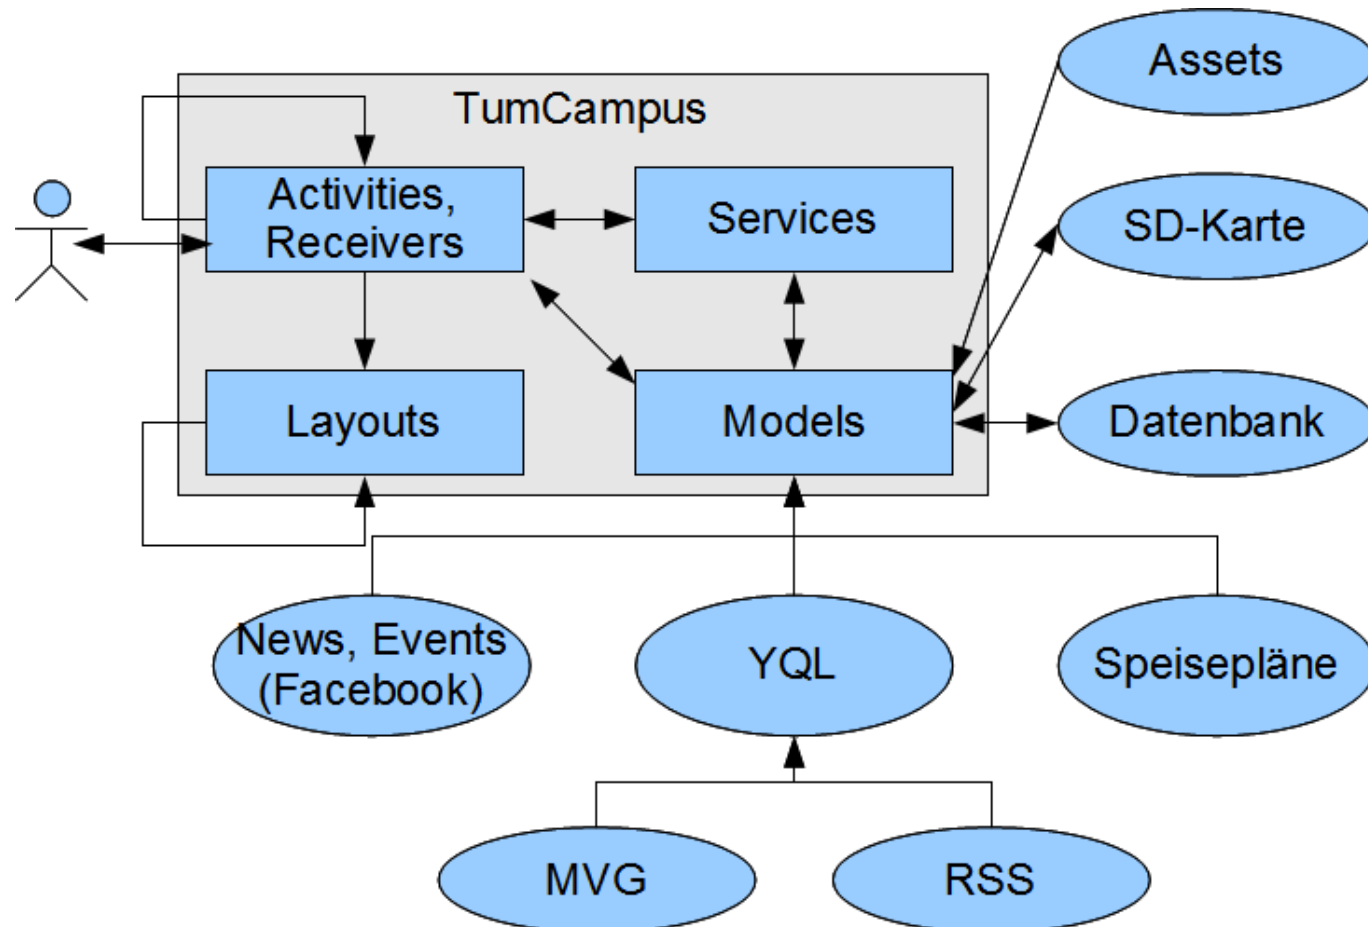 TumCampus
Assets
Activities,
Receivers
Services
SD-Karte
Layouts
Models
Datenbank
News, Events
(Facebook)
YQL
Speisepläne
MVG
RSS